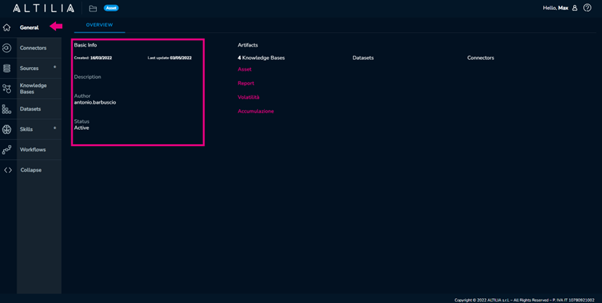 ALTILIA Asset Hello, Max
General
Connectors
Sources
Knowledge
Bases
Datasets
Skills
Workflows
Collapse
OVERVIEW
Basic Info
Created: 16/03/2022 Last update: 03/05/2022
Description
Author
antonio.barbuscio
Status
Active
Artifacts
4 Knowledge Bases Datasets Connectors
Asset
Report
Volatilità
Accumulazione
Copyright © 2022 ALTILIA s.r.l. – All Rights Reserved – P. IVA IT 10780921002